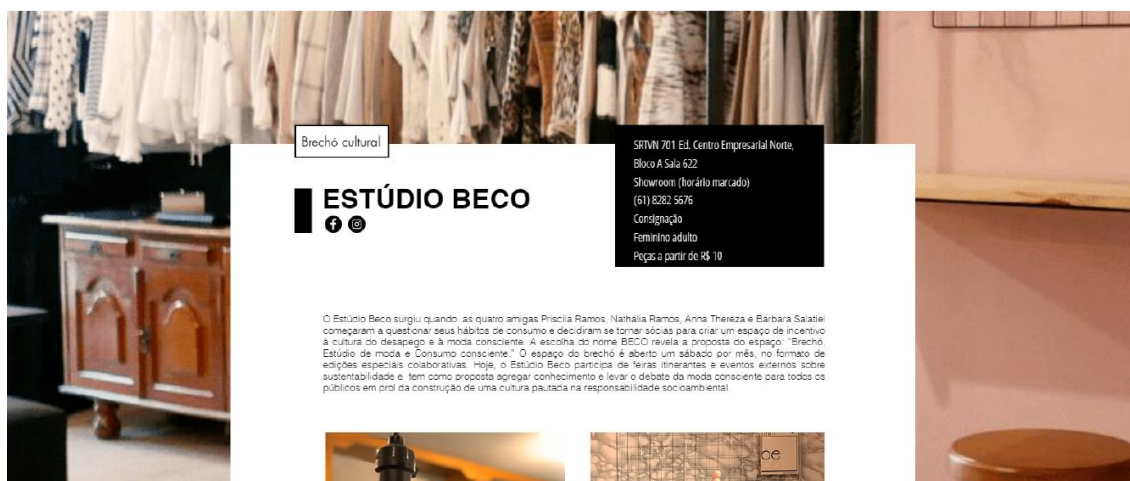 Brechó cultural
ESTÚDIO BECO
SRTVN 701 Ed. Centro Empresarial Norte,
Bloco A Sala 622
Showroom (horário marcado)
(61) 8282 5676
Consignação
Feminino adulto
Peças a partir de R$ 10
O Estúdio Beco surgiu quando as quatro amigas Priscila Ramos, Nathália Ramos, Anna Thereza e Bárbara Salatiel
começaram a questionar seus hábitos de consumo e decidiram se tornar sócias para criar um espaço de incentivo
à cultura do desapego e à moda consciente. A escolha do nome BECO revela a proposta do espaço: "Brechó,
Estúdio de moda e Consumo consciente." O espaço do brechó é aberto um sábado por mês, no formato de
edições especiais colaborativas. Hoje, o Estúdio Beco participa de feiras itinerantes e eventos externos sobre
sustentabilidade e tem como proposta agregar conhecimento e levar o debate da moda consciente para todos os
públicos em prol da construção de uma cultura pautada na responsabilidade socioambiental